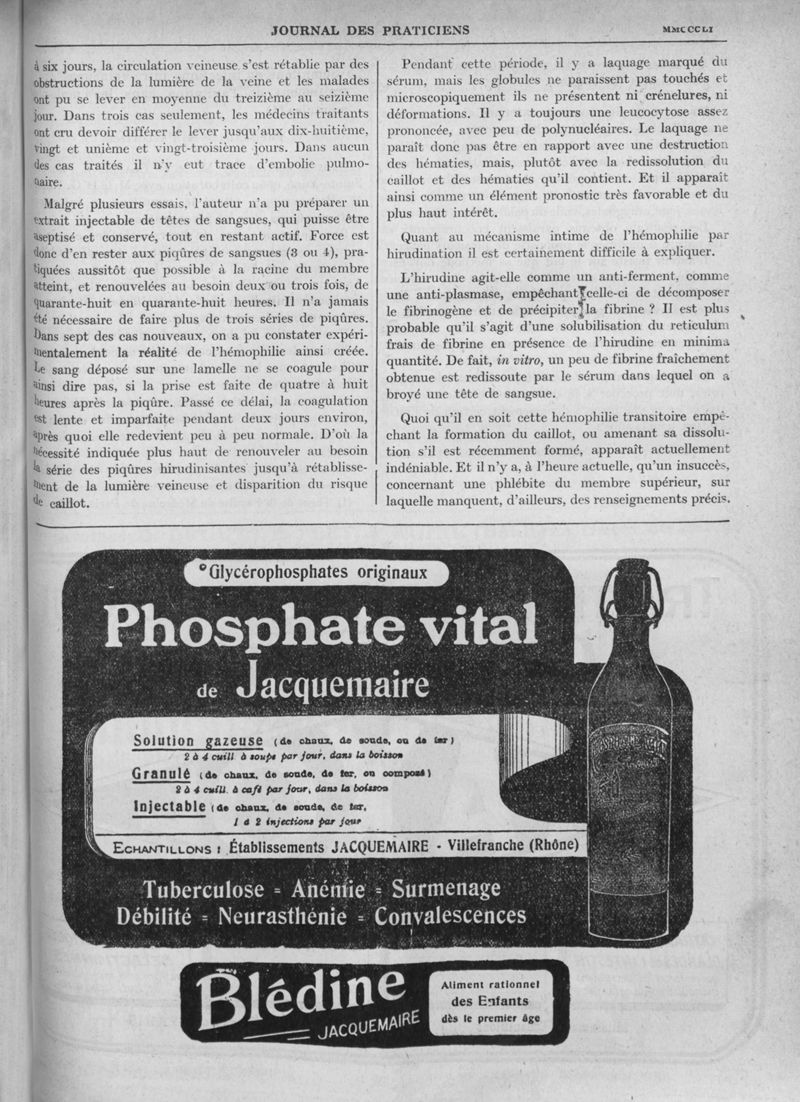 JOURNAL DES PRATICIENS
MMCCCLI
à six jours, la circulation veineuse s'est rétablie par des
obstructions de la lumière de la veine et les malades
ont pu se lever en moyenne du treizième au seizième
jour. Dans trois cas seulement, les médecins traitants
ont cru devoir différer le lever jusqu'aux dix-huitième,
vingt et unième et vingt-troisième jours. Dans aucun
des cas traités il n'y eut trace d'embolie pulmo-
naire.
Malgré plusieurs essais, l'auteur n'a pu préparer un
extrait injectable de têtes de sangsues, qui puisse être
aseptisé et conservé, tout en restant actif. Force est
donc d'en rester aux piqûres de sangsues (3 ou 4), pra-
tiquées aussitôt que possible à la racine du membre
atteint, et renouvelées au besoin deux ou trois fois, de
quarante-huit en quarante-huit heures. Il n'a jamais
été nécessaire de faire plus de trois séries de piqûres.
Dans sept des cas nouveaux, on a pu constater expéri-
mentalement la réalité de l'hémophilie ainsi créée.
Le sang déposé sur une lamelle ne se coagule pour
ainsi dire pas, si la prise est faite de quatre à huit
heures après la piqûre. Passé ce délai, la coagulation
est lente et imparfaite pendant deux jours environ,
après quoi elle redevient peu à peu normale. D'où la
nécessité indiquée plus haut de renouveler au besoin
la série des piqûres hirudinisantes jusqu'à rétablisse-
ment de la lumière veineuse et disparition du risque
de caillot.
Pendant cette période, il y a laquage marqué du
sérum, mais les globules ne paraissent pas touchés et
microscopiquement ils ne présentent ni crénelures, ni
déformations. Il y a toujours une leucocytose assez
prononcée, avec peu de polynucléaires. Le laquage ne
paraît donc pas être en rapport avec une destruction
des hématies, mais, plutôt avec la redissolution du
caillot et des hématies qu'il contient. Et il apparaît
ainsi comme un élément pronostic très favorable et du
plus haut intérêt.
Quant au mécanisme intime de l'hémophilie par
hirudination il est certainement difficile à expliquer.
L'hirudine agit-elle comme un anti-ferment, comme
une anti-plasmase, empêchant celle-ci de décomposer
le fibrinogène et de précipiter la fibrine ? Il est plus
probable qu'il s'agit d'une solubilisation du reticulum
frais de fibrine en présence de l'hirudine en minima
quantité. De fait, in vitro, un peu de fibrine fraîchement
obtenue est redissoute par le sérum dans lequel on a
broyé une tête de sangsue.
Quoi qu'il en soit cette hémophilie transitoire empê-
chant la formation du caillot, ou amenant sa dissolu-
tion s'il est récemment formé, apparaît actuellement
indéniable. Et il n'y a, à l'heure actuelle, qu'un insuccès,
concernant une phlébite du membre supérieur, sur
laquelle manquent, d'ailleurs, des renseignements précis.
Glycérophosphates originaux
Phosphate vital
de Jacquemaire
Solution gazeuse (de chaux, de soude, ou de fer)
2 à 4 cuill. à soupe par jour, dans la boisson
Granulé (de chaux, de soude, de fer, ou composé)
2 à 4 cuill. à café par jour, dans la boisson
Injectable (de chaux, de soude, de fer,
1 à 2 injections par jour
ECHANTILLONS : Établissements JACQUEMAIRE - Villefranche (Rhône)
Tuberculose = Anémie = Surmenage
Débilité = Neurasthénie = Convalescences
Blédine
JACQUEMAIRE
Aliment rationnel
des Enfants
dès le premier âge